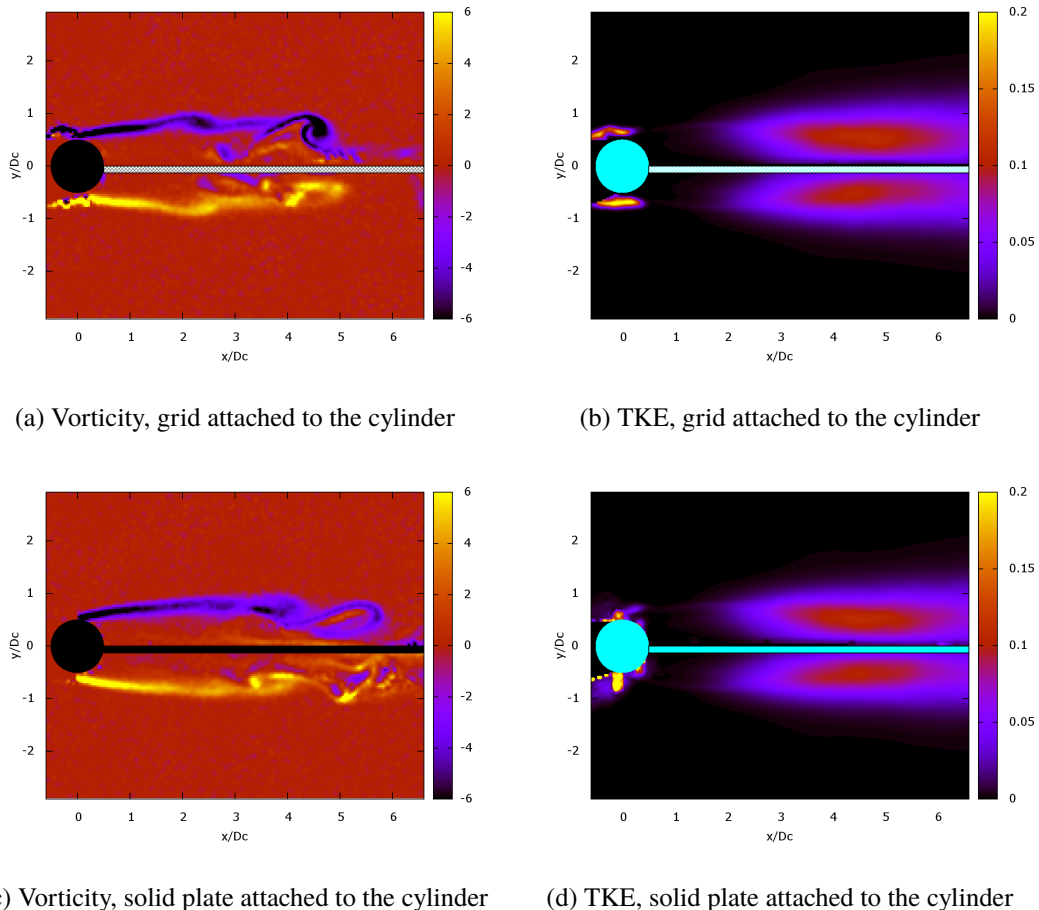 6
4
2
0
-2
-4
-6
2
1
0
-1
-2
y/Dc
0 1 2 3 4 5 6
x/Dc
0.2
0.15
0.1
0.05
0
2
1
0
-1
-2
y/Dc
0 1 2 3 4 5 6
x/Dc
(a) Vorticity, grid attached to the cylinder
(b) TKE, grid attached to the cylinder
6
4
2
0
-2
-4
-6
2
1
0
-1
-2
y/Dc
0 1 2 3 4 5 6
x/Dc
0.2
0.15
0.1
0.05
0
2
1
0
-1
-2
y/Dc
0 1 2 3 4 5 6
x/Dc
) Vorticity, solid plate attached to the cylinder
(d) TKE, solid plate attached to the cylinder